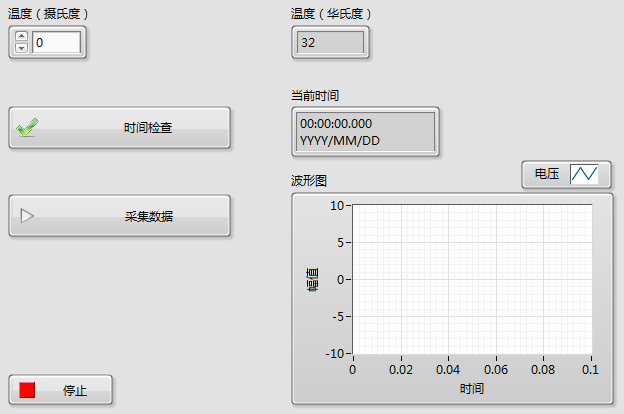 温度（摄氏度）
0
温度（华氏度）
32
时间检查
当前时间
00:00:00.000
YYYY/MM/DD
采集数据
波形图
电压
10
5
0
-5
-10
幅值
0
0.02
0.04
0.06
0.08
0.1
时间
停止